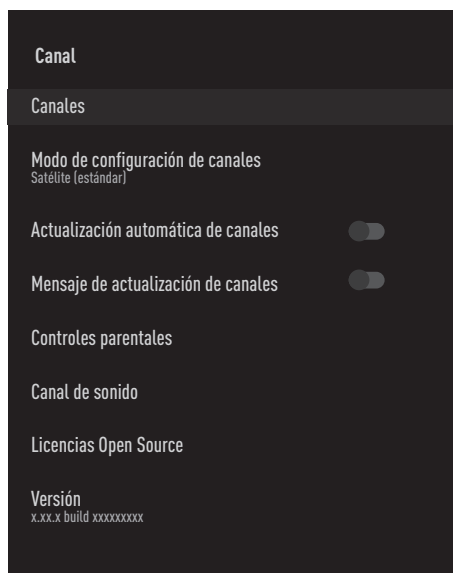 Canal
Canales
Modo de configuración de canales
Satélite (estándar)
Actualización automática de canales
Mensaje de actualización de canales
Controles parentales
Canal de sonido
Licencias Open Source
Versión
x.xx.x build xxxxxxxxx